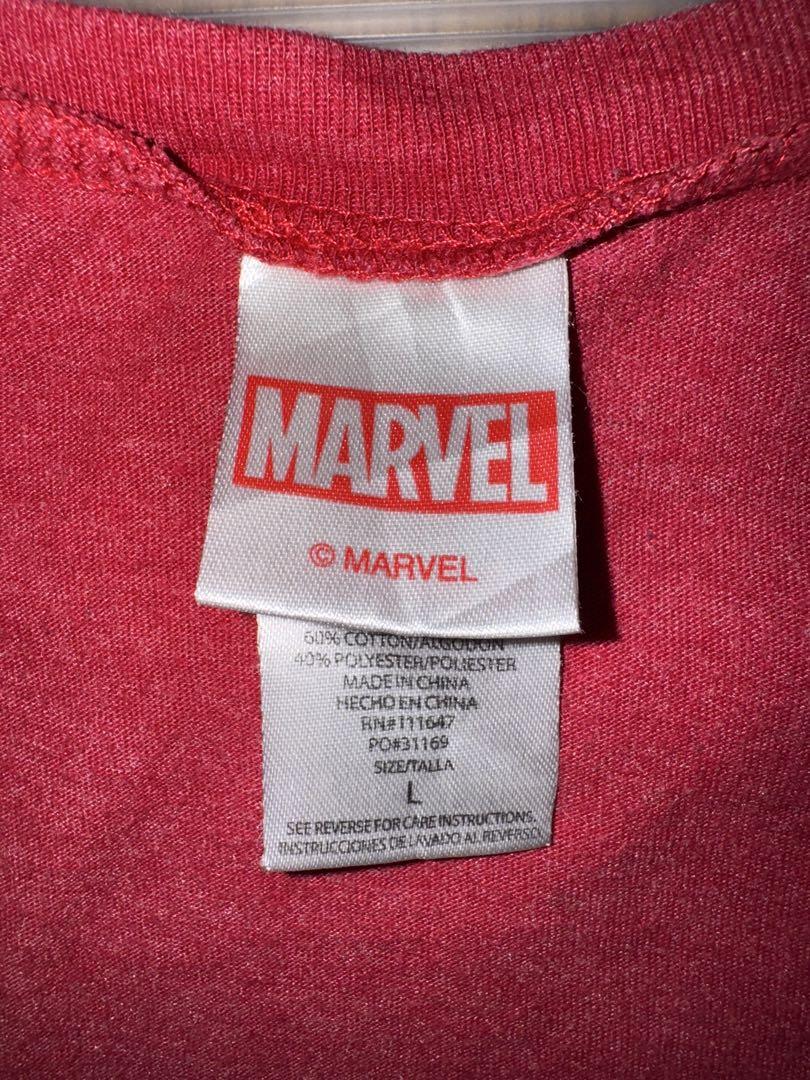 MARVEL
© MARVEL
60% COTTON/ALGODON
40% POLYESTER/POLIESTER
MADE IN CHINA
HECHO EN CHINA
RN#111647
PO#31169
SIZE/TALLA
L
SEE REVERSE FOR CARE INSTRUCTIONS.
INSTRUCCIONES DE LAVADO AL REVERSO